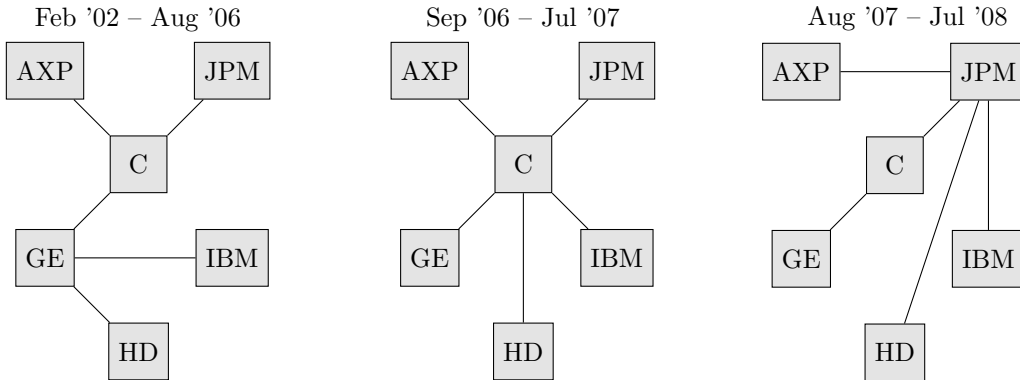 Feb '02 – Aug '06
AXP
JPM
C
GE
IBM
HD
Sep '06 – Jul '07
AXP
JPM
C
GE
IBM
HD
Aug '07 – Jul '08
AXP
JPM
C
GE
IBM
HD